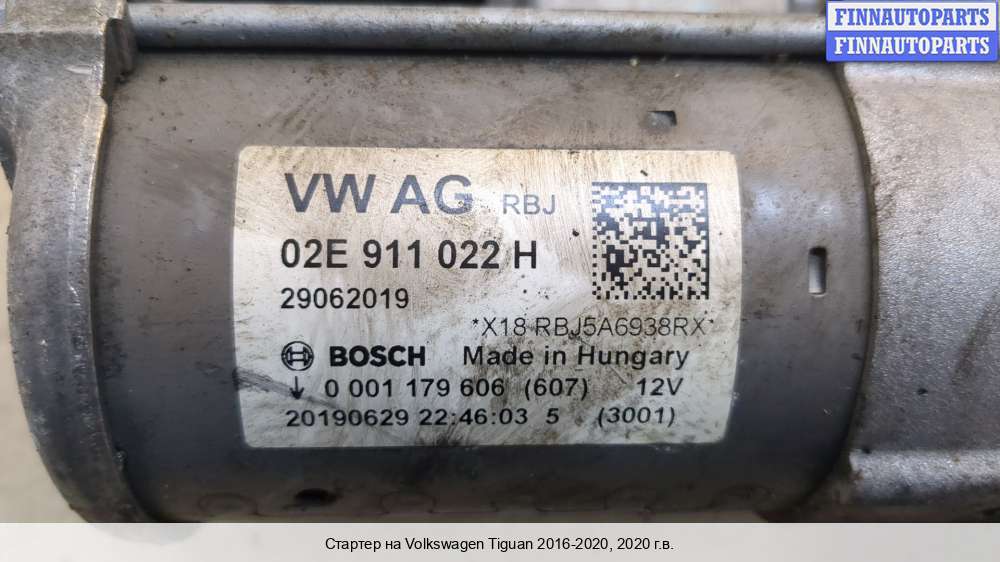 FINNAUTOPARTS
FINNAUTOPARTS
VW AG RBJ
02E 911 022 H
29062019
*X18 RBJ5A6938RX*
BOSCH Made in Hungary
↓ 0 001 179 606 (607) 12V
20190629 22:46:03 5 (3001)
Стартер на Volkswagen Tiguan 2016-2020, 2020 г.в.